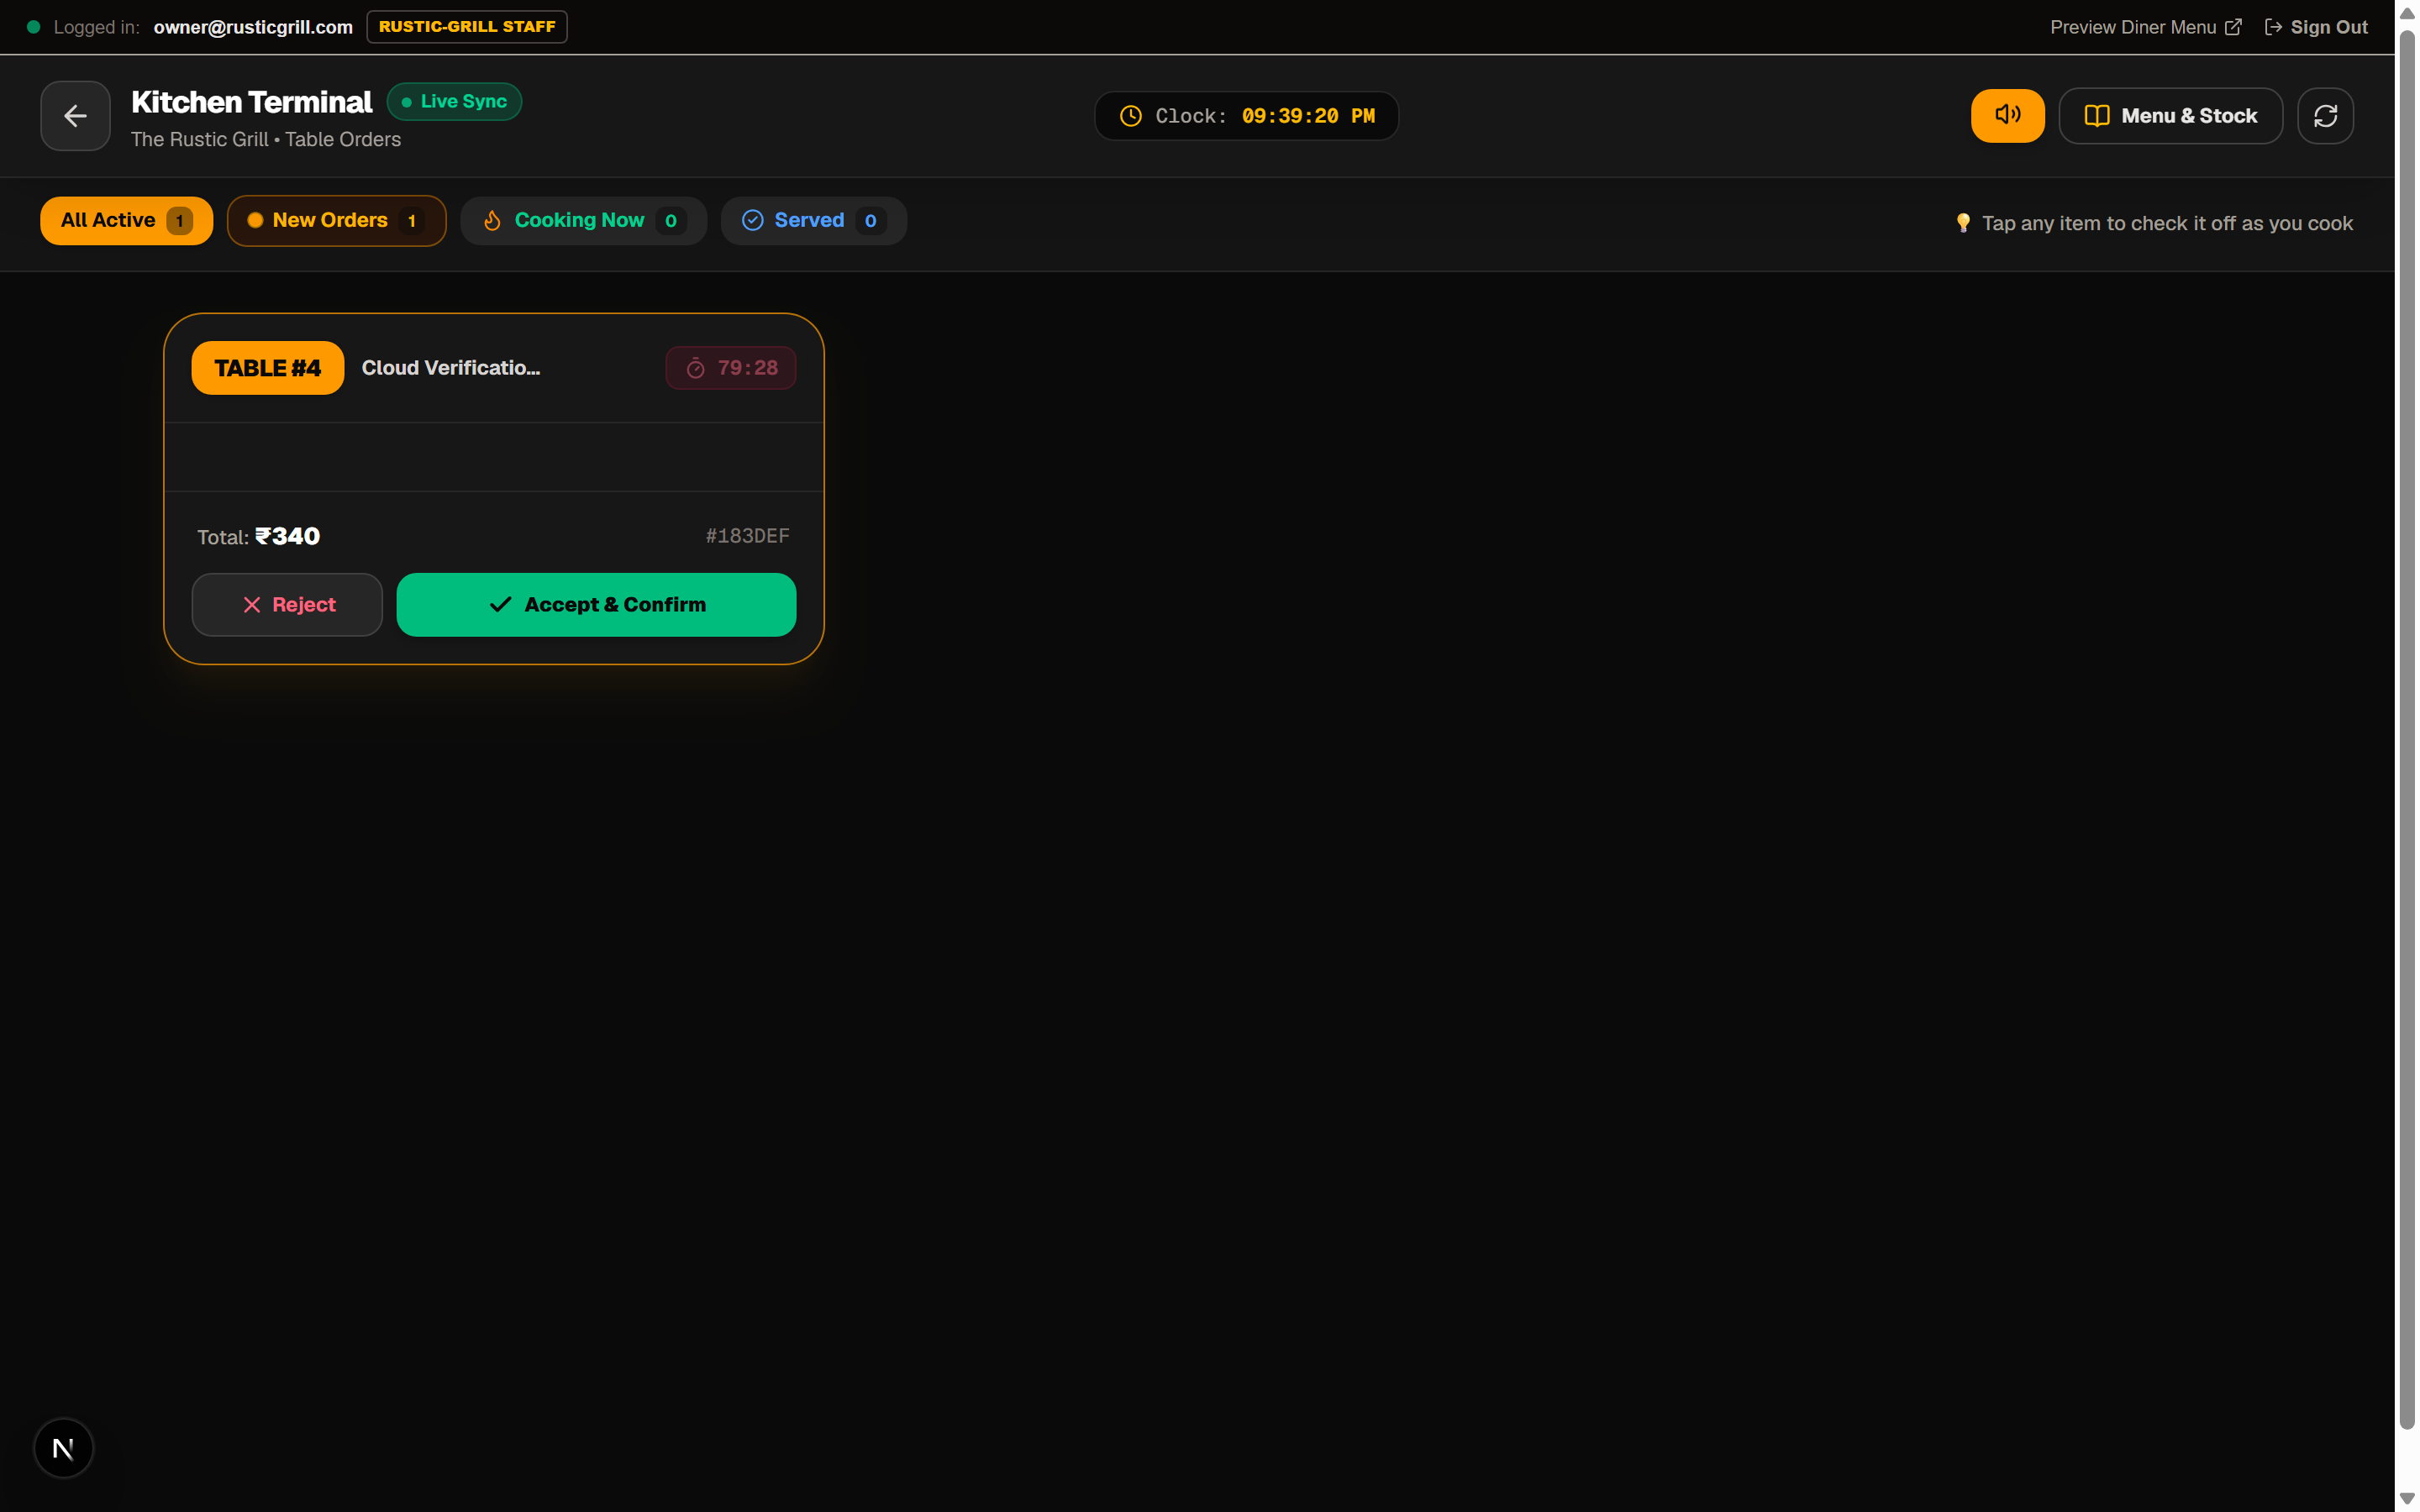 Logged in: owner@rusticgrill.com RUSTIC-GRILL STAFF Preview Diner Menu Sign Out
Kitchen Terminal Live Sync
The Rustic Grill • Table Orders
Clock: 09:39:20 PM
Menu & Stock
All Active 1 New Orders 1 Cooking Now 0 Served 0
💡 Tap any item to check it off as you cook
TABLE #4 Cloud Verificatio... 79:28
Total: ₹340 #183DEF
Reject Accept & Confirm
N